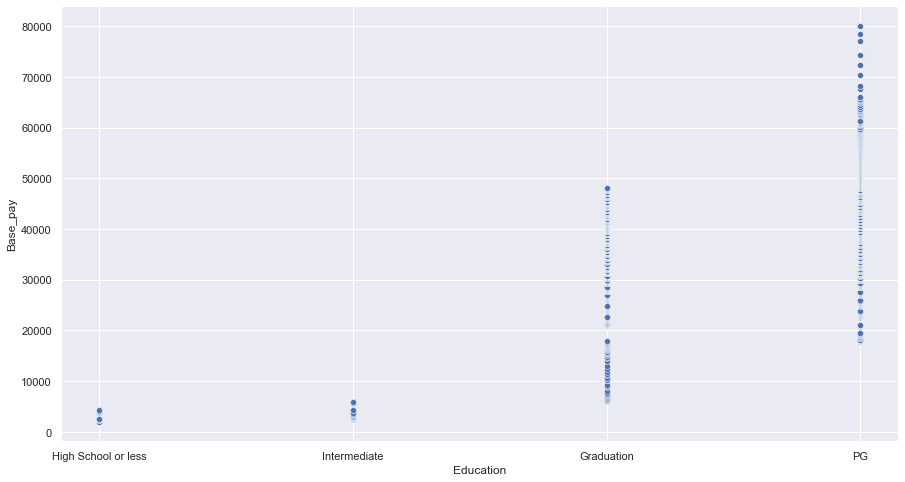 80000
70000
60000
50000
40000
30000
20000
10000
0
Base_pay
High School or less
Intermediate
Graduation
PG
Education